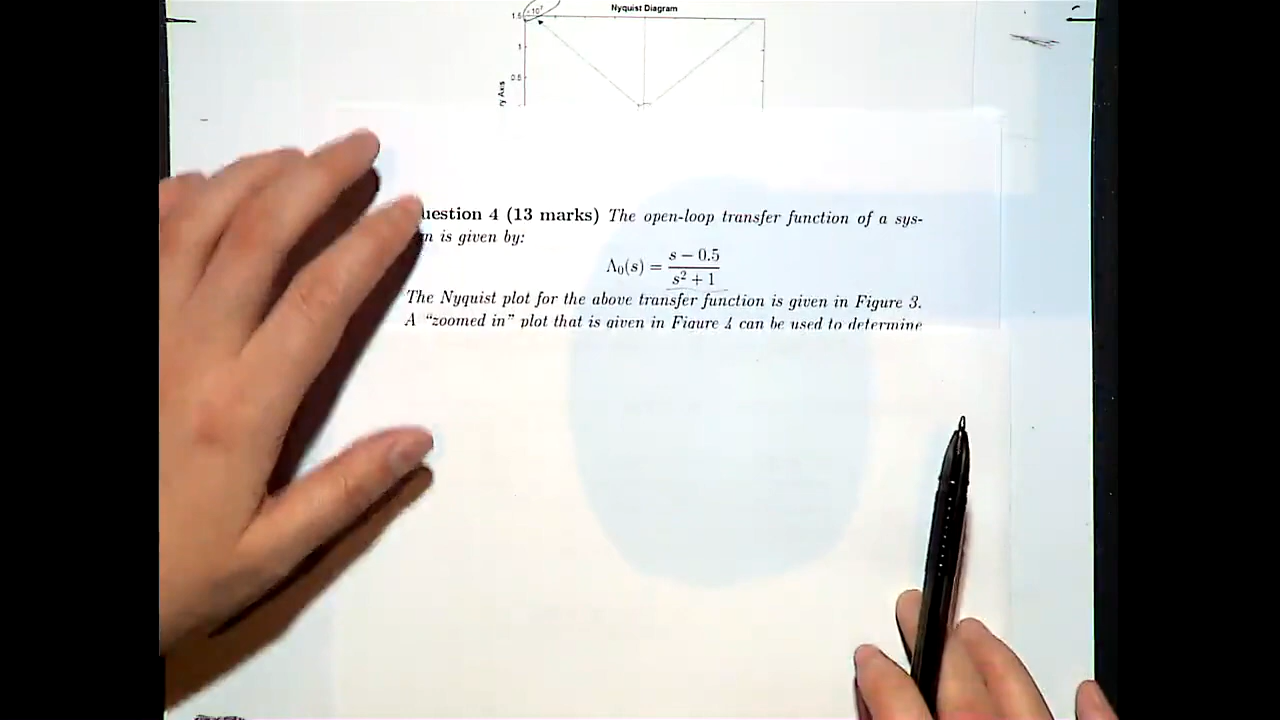 Nyquist Diagram
1.5
1
0.5
ry Axis
uestion 4 (13 marks) The open-loop transfer function of a sys-
n is given by:
Λ₀(s) = (s − 0.5) / (s² + 1)
The Nyquist plot for the above transfer function is given in Figure 3.
A “zoomed in” plot that is given in Figure 4 can be used to determine